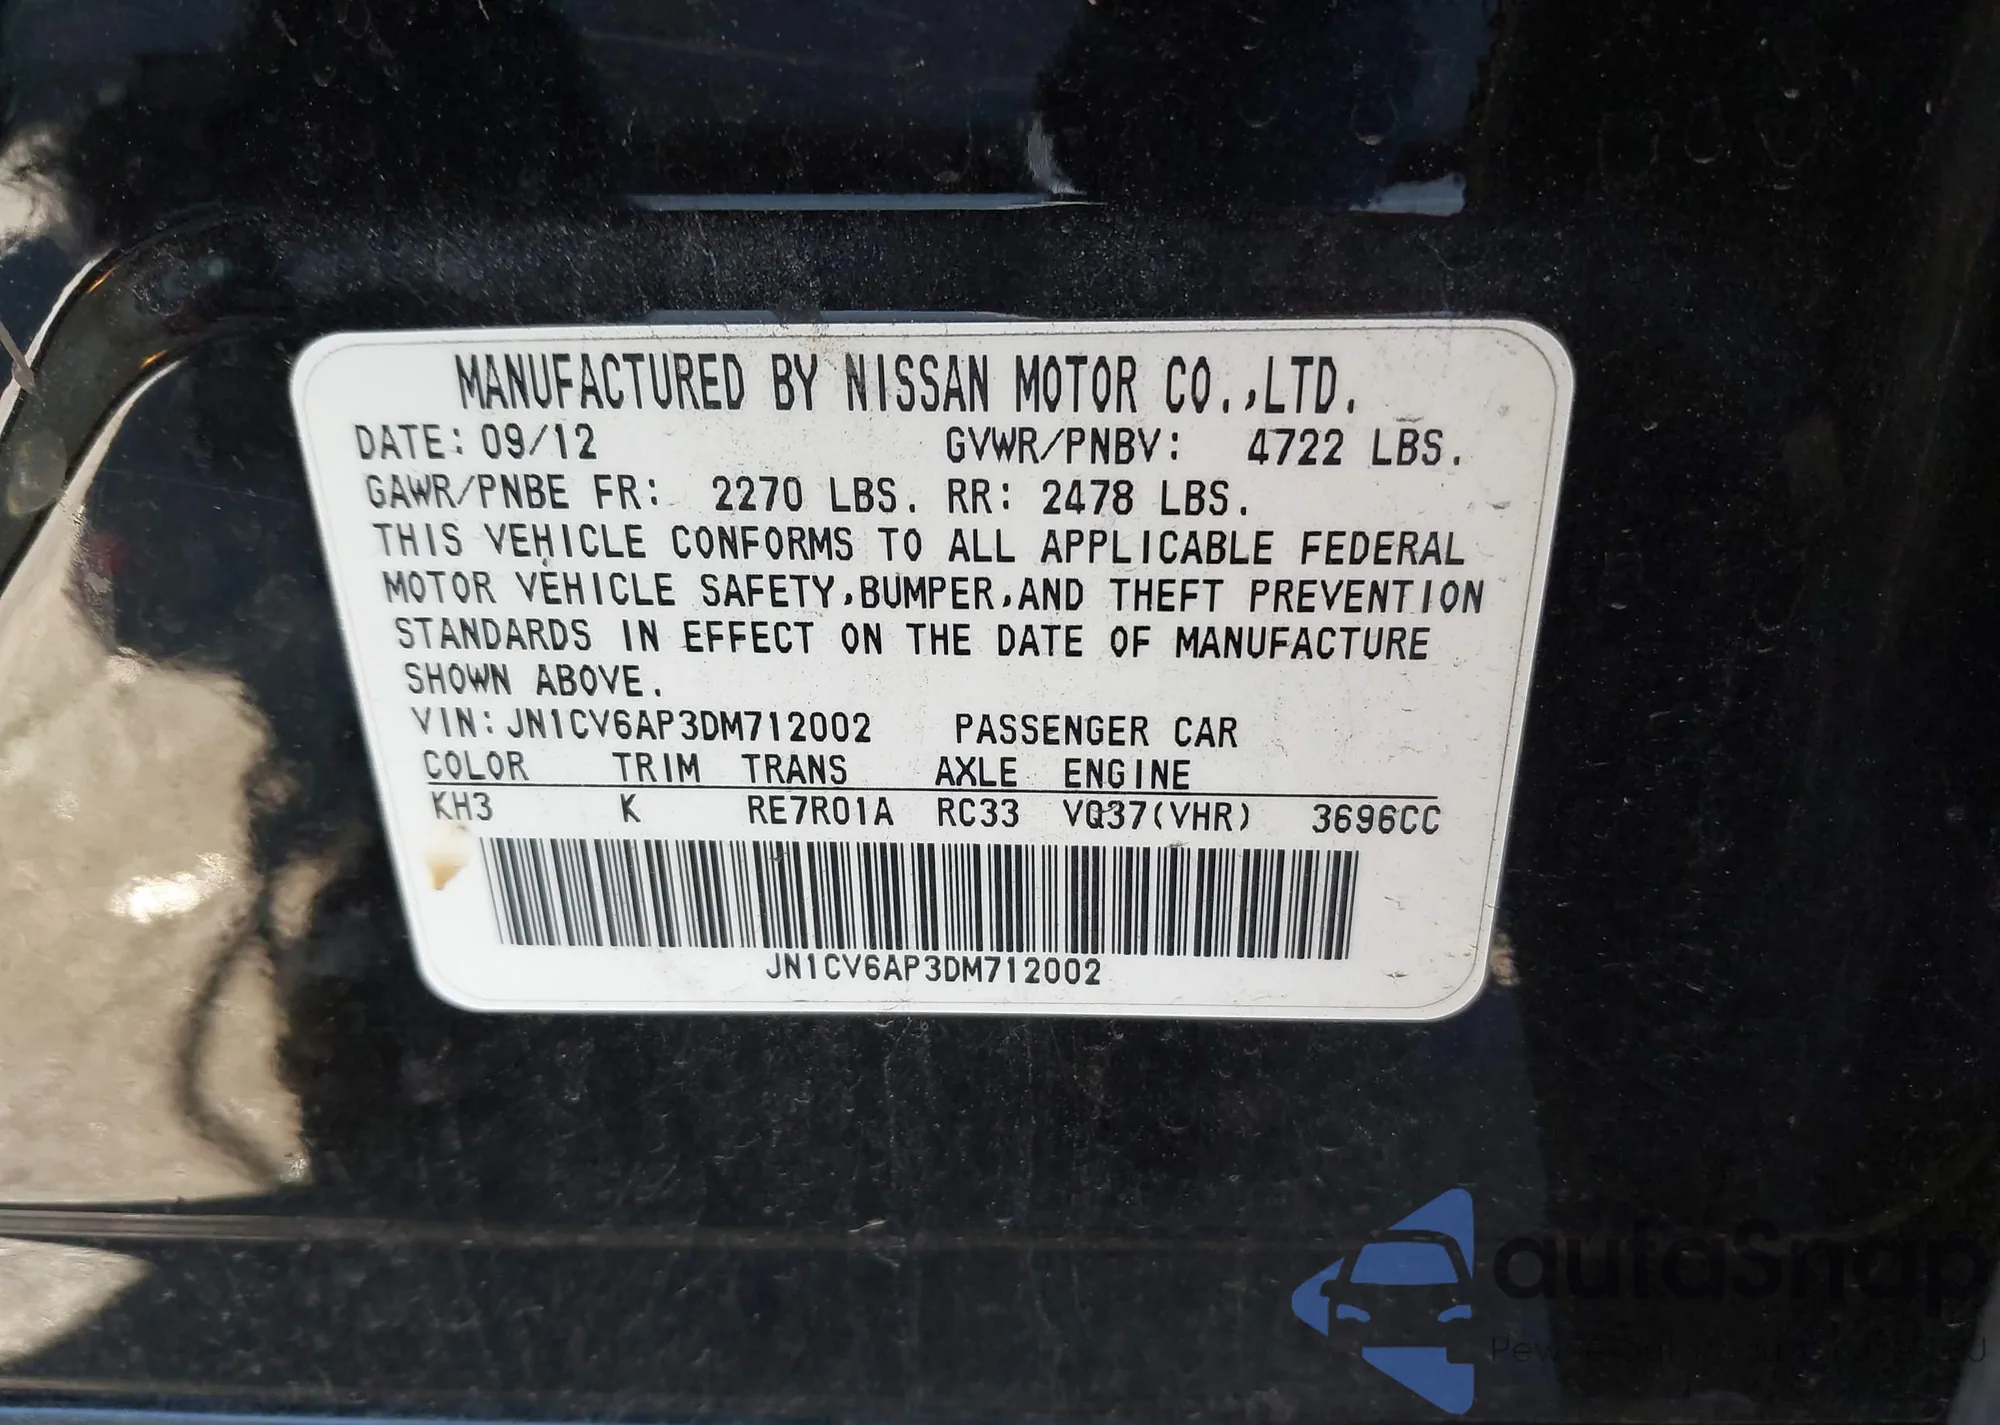 MANUFACTURED BY NISSAN MOTOR CO.,LTD.
DATE: 09/12 GVWR/PNBV: 4722 LBS.
GAWR/PNBE FR: 2270 LBS. RR: 2478 LBS.
THIS VEHICLE CONFORMS TO ALL APPLICABLE FEDERAL
MOTOR VEHICLE SAFETY,BUMPER,AND THEFT PREVENTION
STANDARDS IN EFFECT ON THE DATE OF MANUFACTURE
SHOWN ABOVE.
VIN: JN1CV6AP3DM712002 PASSENGER CAR
COLOR TRIM TRANS AXLE ENGINE
KH3 K RE7R01A RC33 VQ37(VHR) 3696CC
JN1CV6AP3DM712002
autoSnap